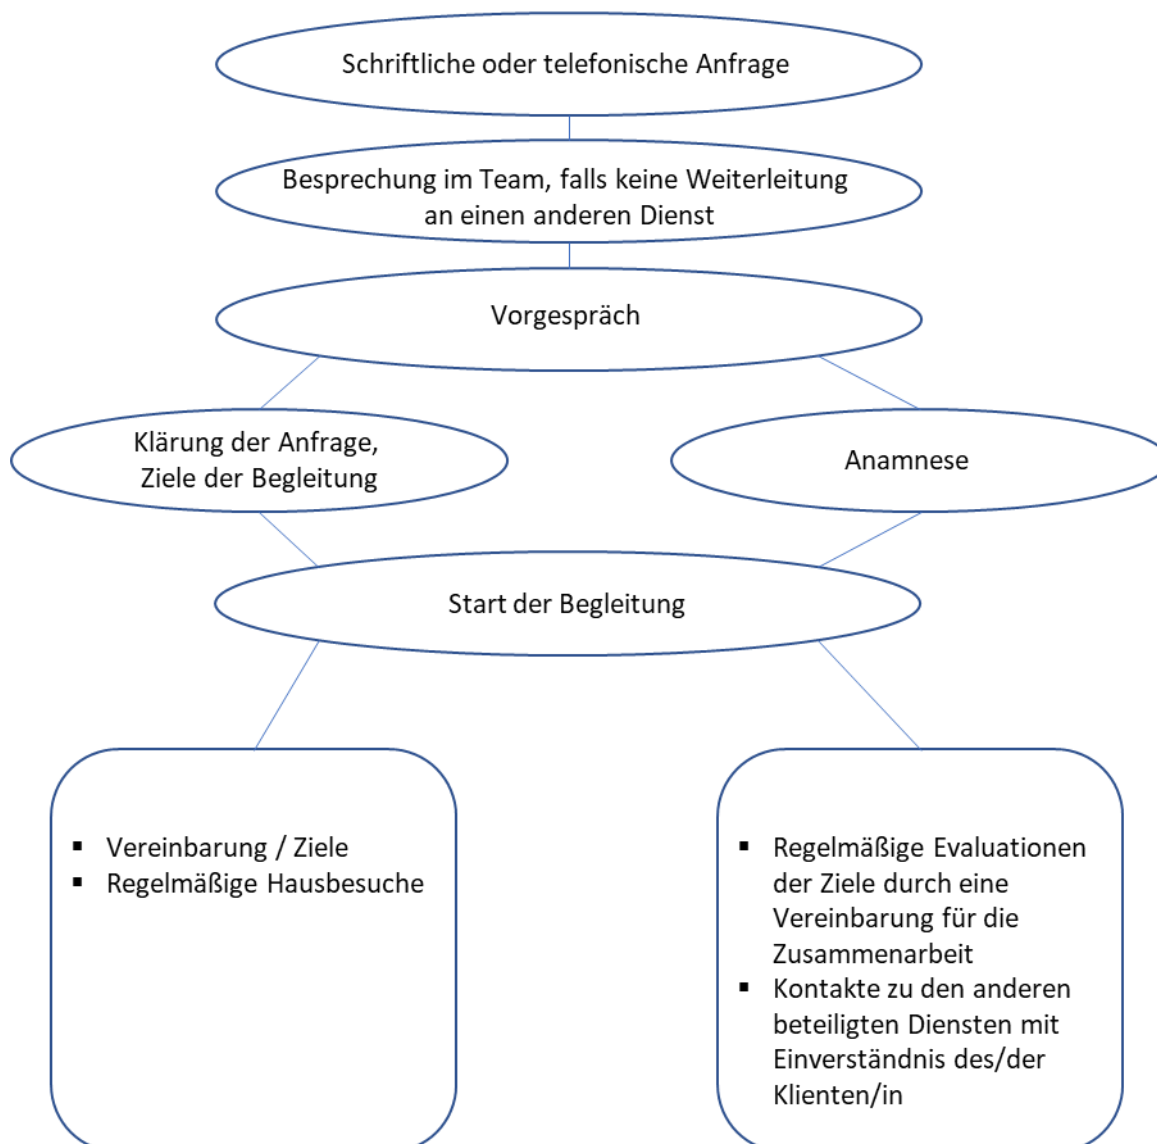 Schriftliche oder telefonische Anfrage
Besprechung im Team, falls keine Weiterleitung
an einen anderen Dienst
Vorgespräch
Klärung der Anfrage,
Ziele der Begleitung
Anamnese
Start der Begleitung
▪ Vereinbarung / Ziele
▪ Regelmäßige Hausbesuche
▪ Regelmäßige Evaluationen
der Ziele durch eine
Vereinbarung für die
Zusammenarbeit
▪ Kontakte zu den anderen
beteiligten Diensten mit
Einverständnis des/der
Klienten/in